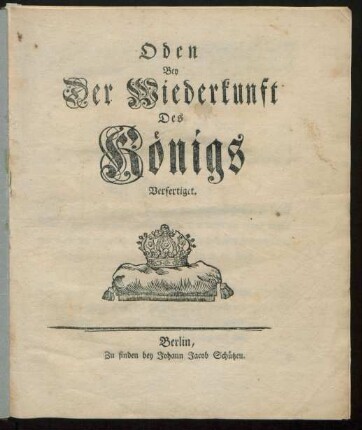 Oden
Bey
Der Wiederkunft
Des
Königs
Verfertiget.
Berlin,
Zu finden bey Johann Jacob Schützen.